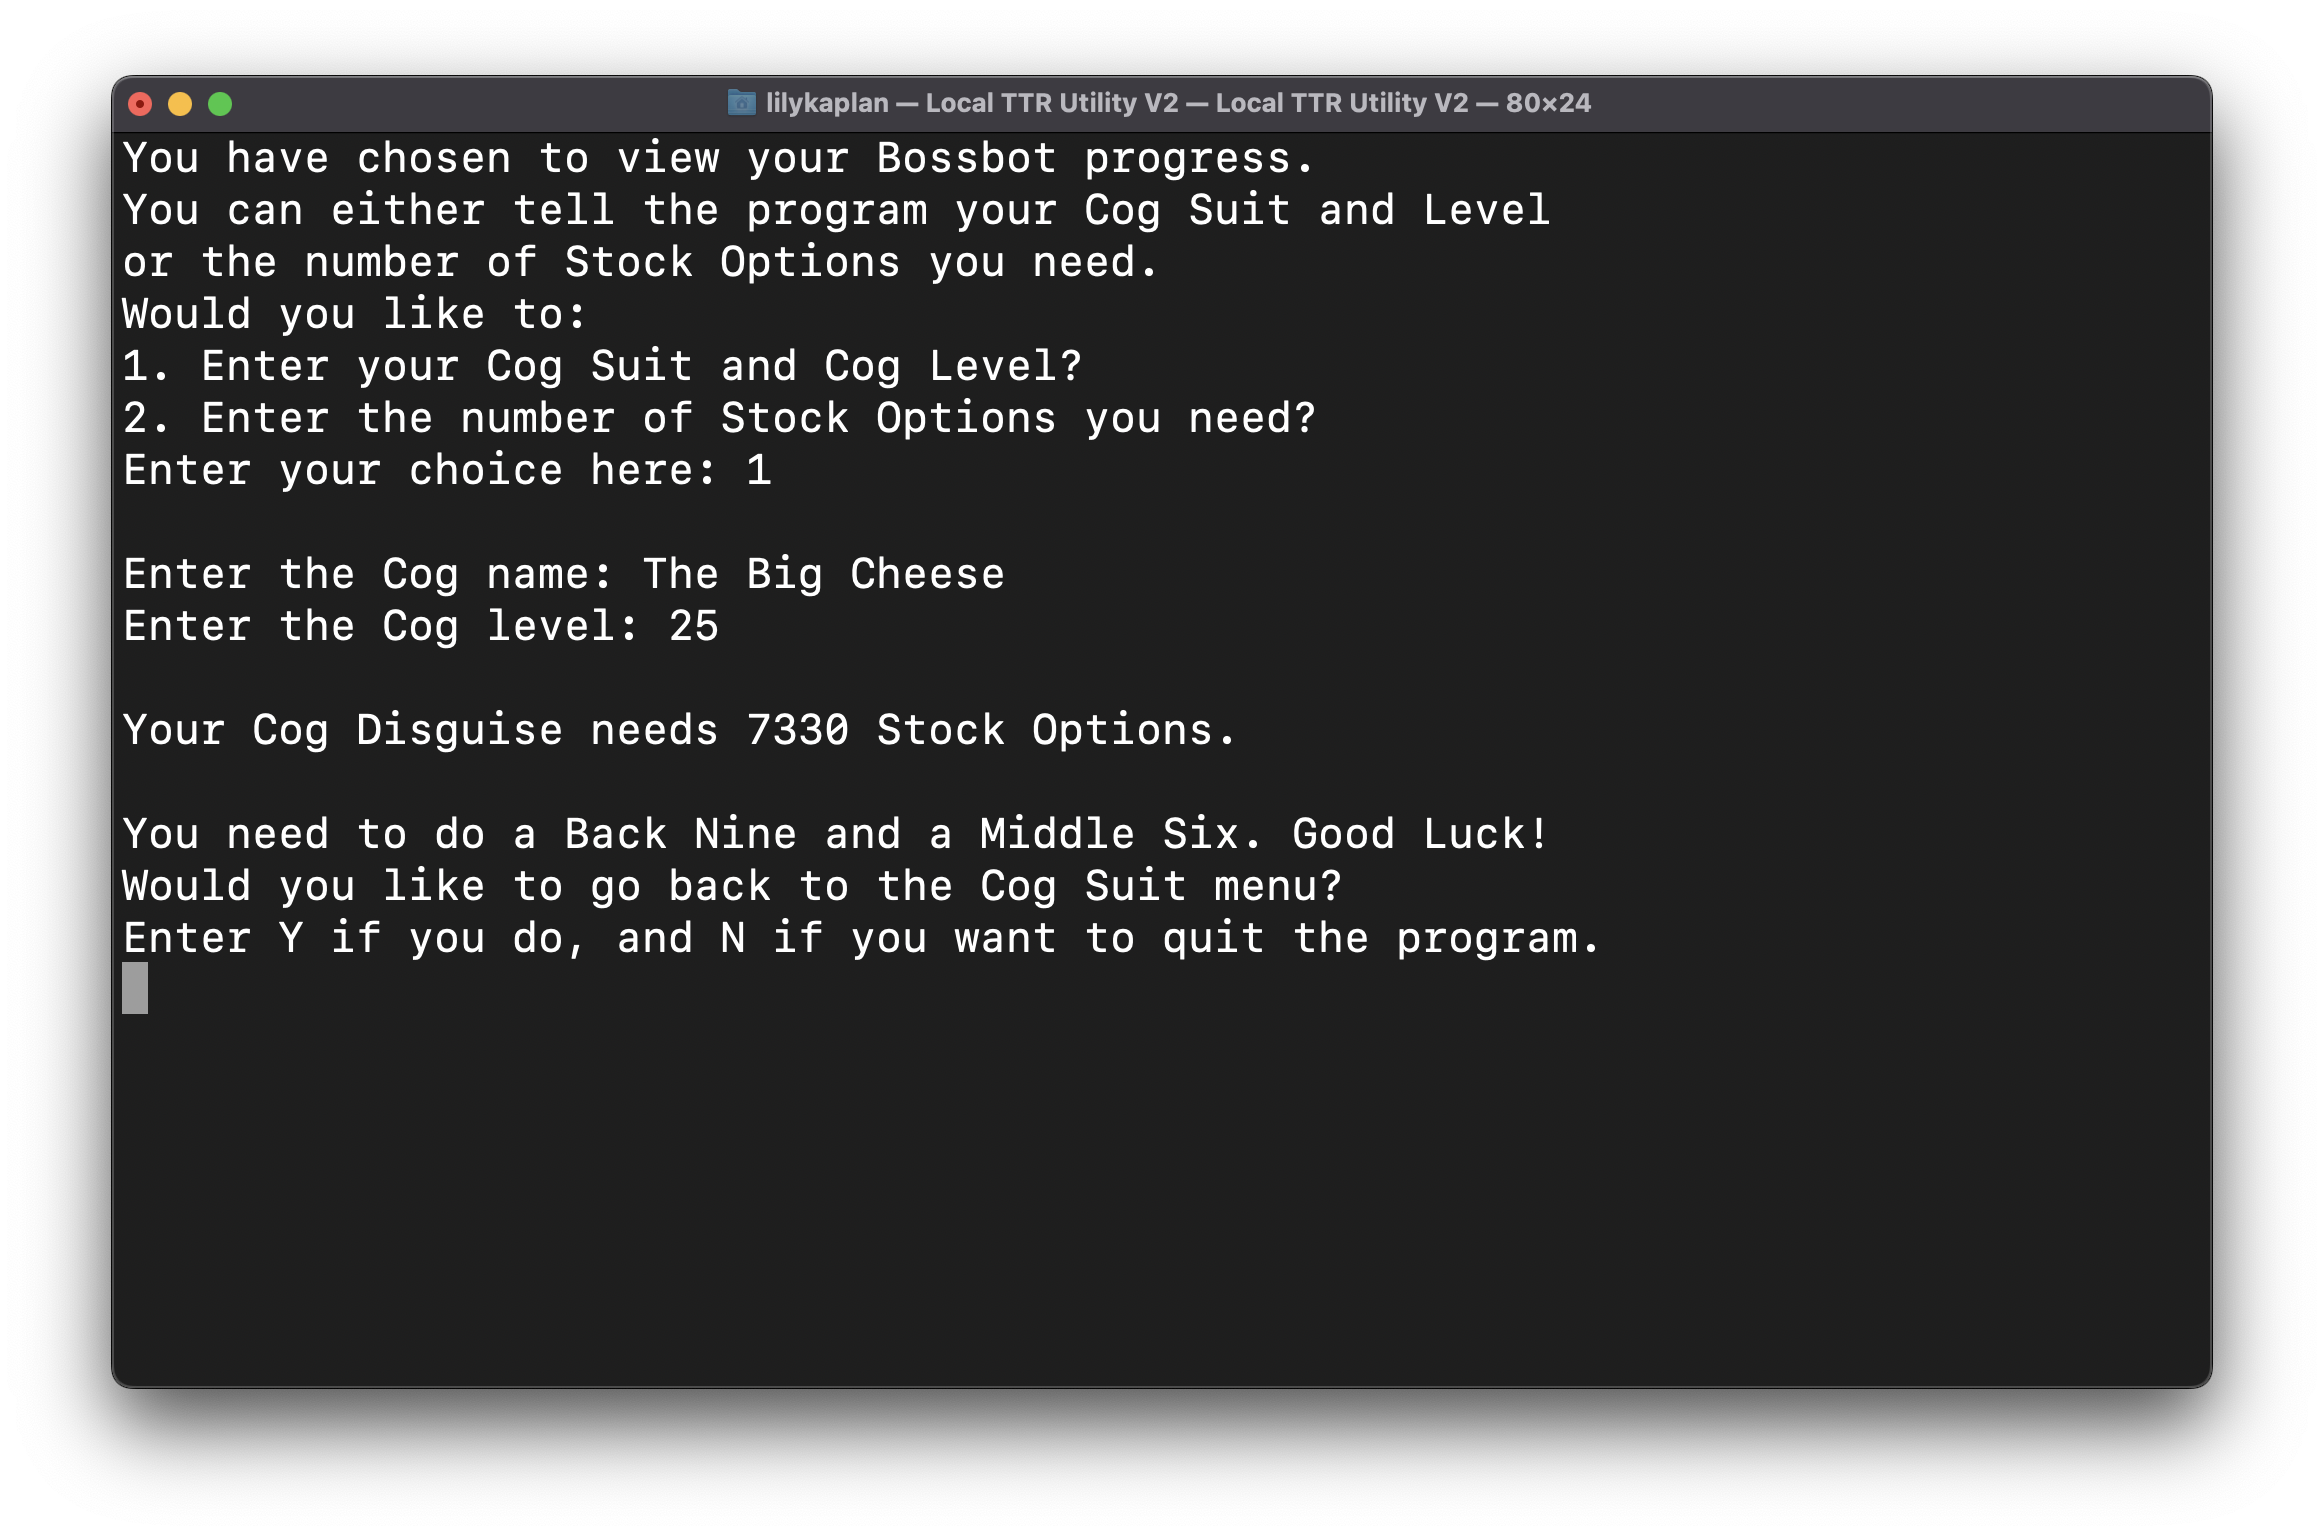 lilykaplan — Local TTR Utility V2 — Local TTR Utility V2 — 80×24
You have chosen to view your Bossbot progress.
You can either tell the program your Cog Suit and Level
or the number of Stock Options you need.
Would you like to:
1. Enter your Cog Suit and Cog Level?
2. Enter the number of Stock Options you need?
Enter your choice here: 1
Enter the Cog name: The Big Cheese
Enter the Cog level: 25
Your Cog Disguise needs 7330 Stock Options.
You need to do a Back Nine and a Middle Six. Good Luck!
Would you like to go back to the Cog Suit menu?
Enter Y if you do, and N if you want to quit the program.